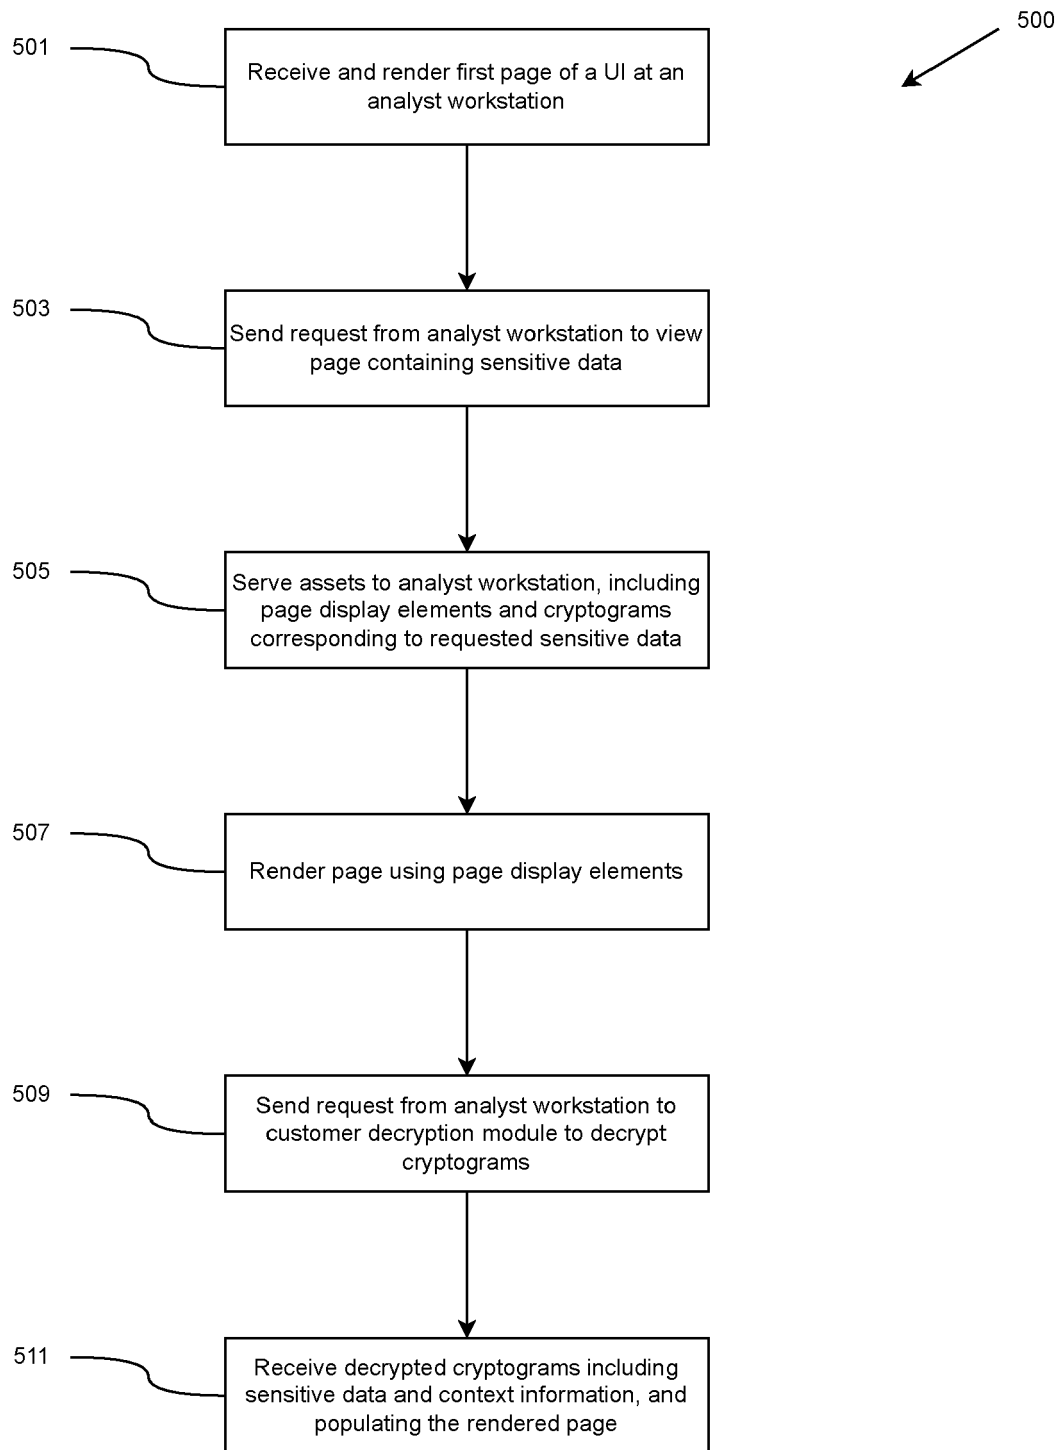 500
501
Receive and render first page of a UI at an
analyst workstation
503
Send request from analyst workstation to view
page containing sensitive data
505
Serve assets to analyst workstation, including
page display elements and cryptograms
corresponding to requested sensitive data
507
Render page using page display elements
509
Send request from analyst workstation to
customer decryption module to decrypt
cryptograms
511
Receive decrypted cryptograms including
sensitive data and context information, and
populating the rendered page